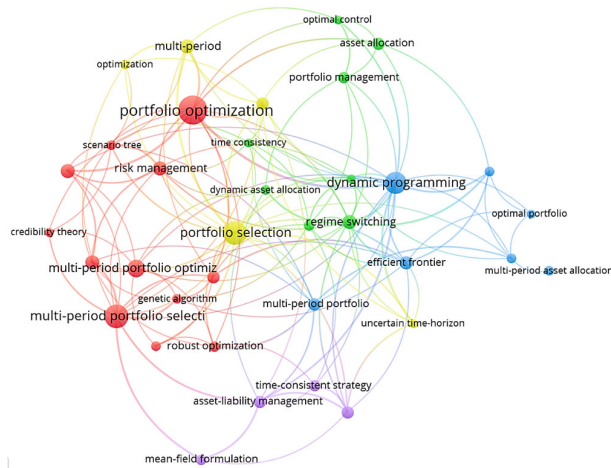 optimal control
asset allocation
multi-period
optimization
portfolio management
portfolio optimization
time consistency
scenario tree
risk management
dynamic programming
dynamic asset allocation
optimal portfolio
credibility theory
portfolio selection
regime switching
efficient frontier
multi-period portfolio optimiz
multi-period asset allocation
genetic algorithm
multi-period portfolio
multi-period portfolio selecti
uncertain time-horizon
robust optimization
time-consistent strategy
asset-liability management
mean-field formulation